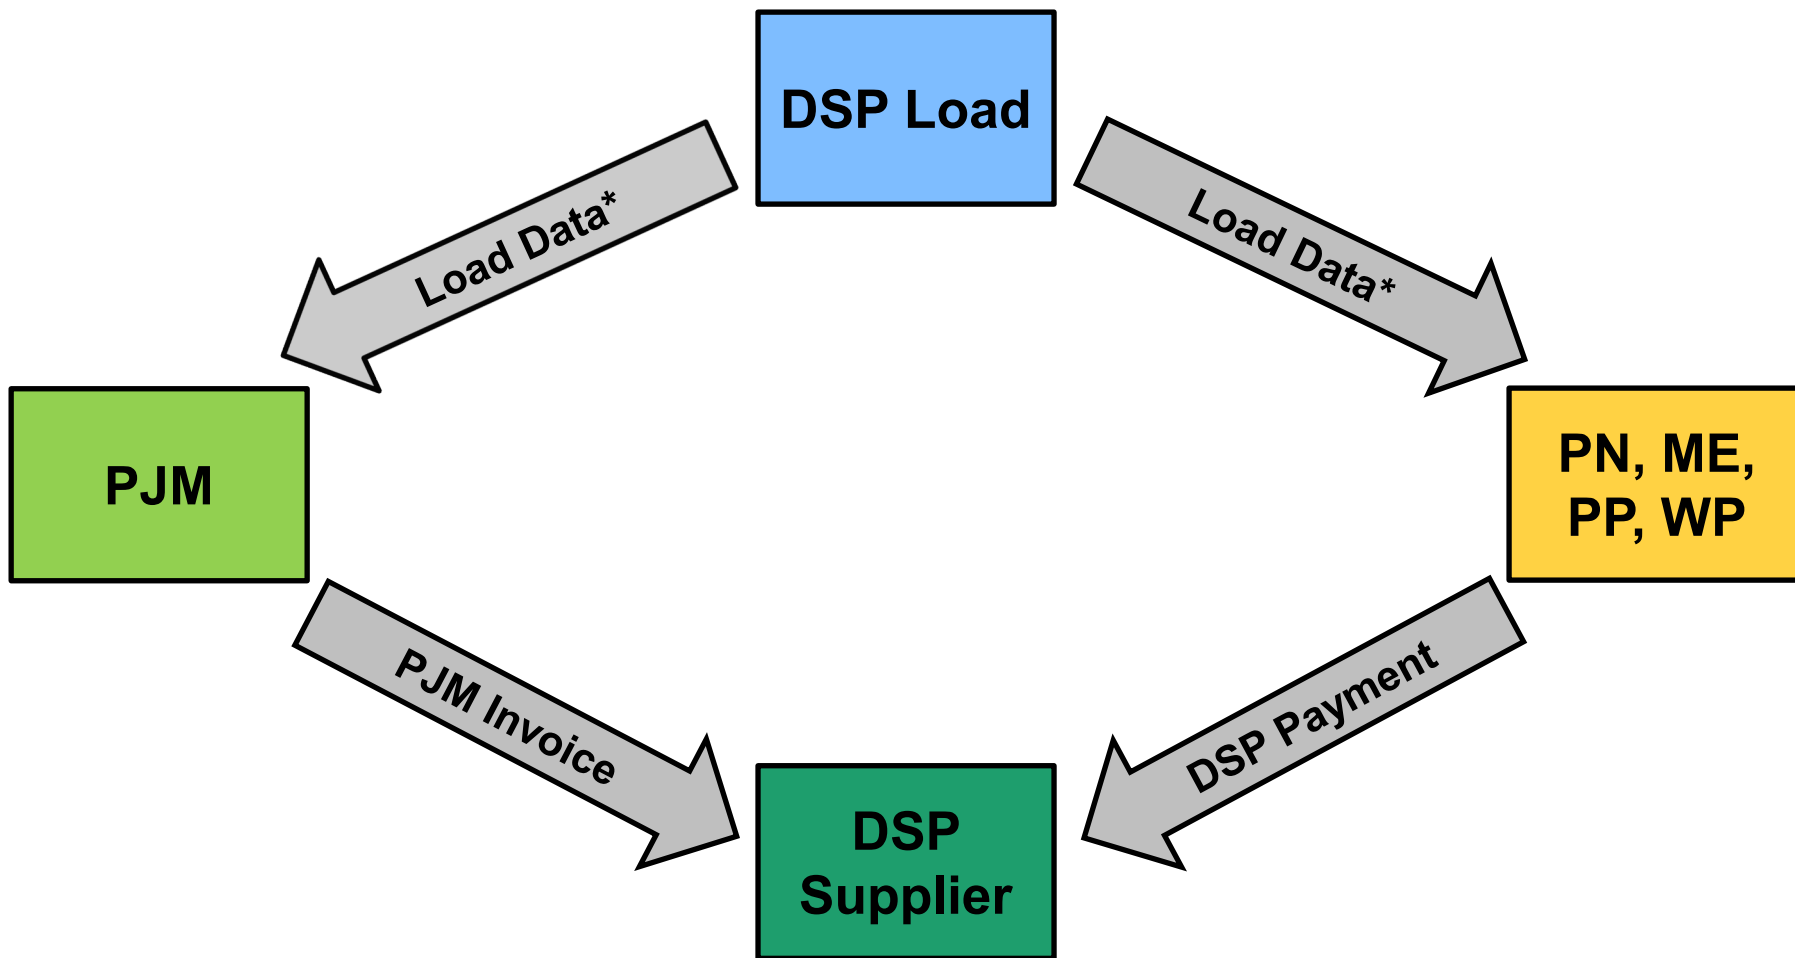 DSP Load
Load Data*
Load Data*
PJM
PN, ME,
PP, WP
PJM Invoice
DSP Payment
DSP
Supplier